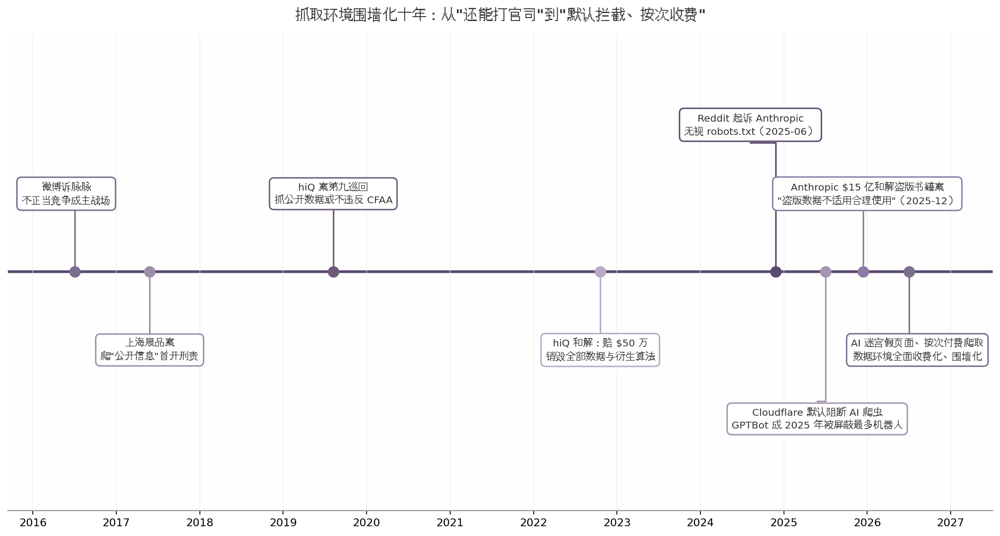 抓取环境围墙化十年：从"还能打官司"到"默认拦截、按次收费"
Reddit 起诉 Anthropic
无视 robots.txt（2025-06）
微博诉脉脉
不正当竞争成主战场
hiQ 案第九巡回
抓公开数据或不违反 CFAA
Anthropic $15 亿和解盗版书籍案
"盗版数据不适用合理使用"（2025-12）
上海晟品案
爬"公开信息"首开刑责
hiQ 和解：赔 $50 万
销毁全部数据与衍生算法
AI 迷宫假页面、按次付费爬取
数据环境全面收费化、围墙化
Cloudflare 默认阻断 AI 爬虫
GPTBot 成 2025 年被屏蔽最多机器人
2016 2017 2018 2019 2020 2021 2022 2023 2024 2025 2026 2027